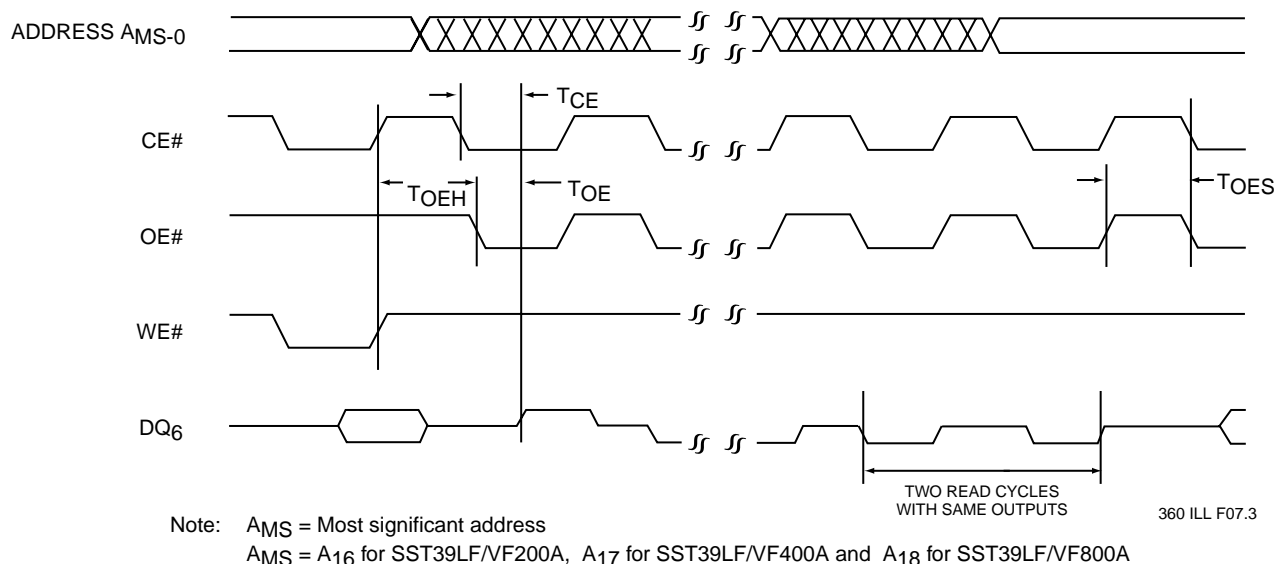 ADDRESS AMS-0
TCE
CE#
TOEH
TOE
TOES
OE#
WE#
DQ6
TWO READ CYCLES
WITH SAME OUTPUTS
360 ILL F07.3
Note: AMS = Most significant address
AMS = A16 for SST39LF/VF200A, A17 for SST39LF/VF400A and A18 for SST39LF/VF800A